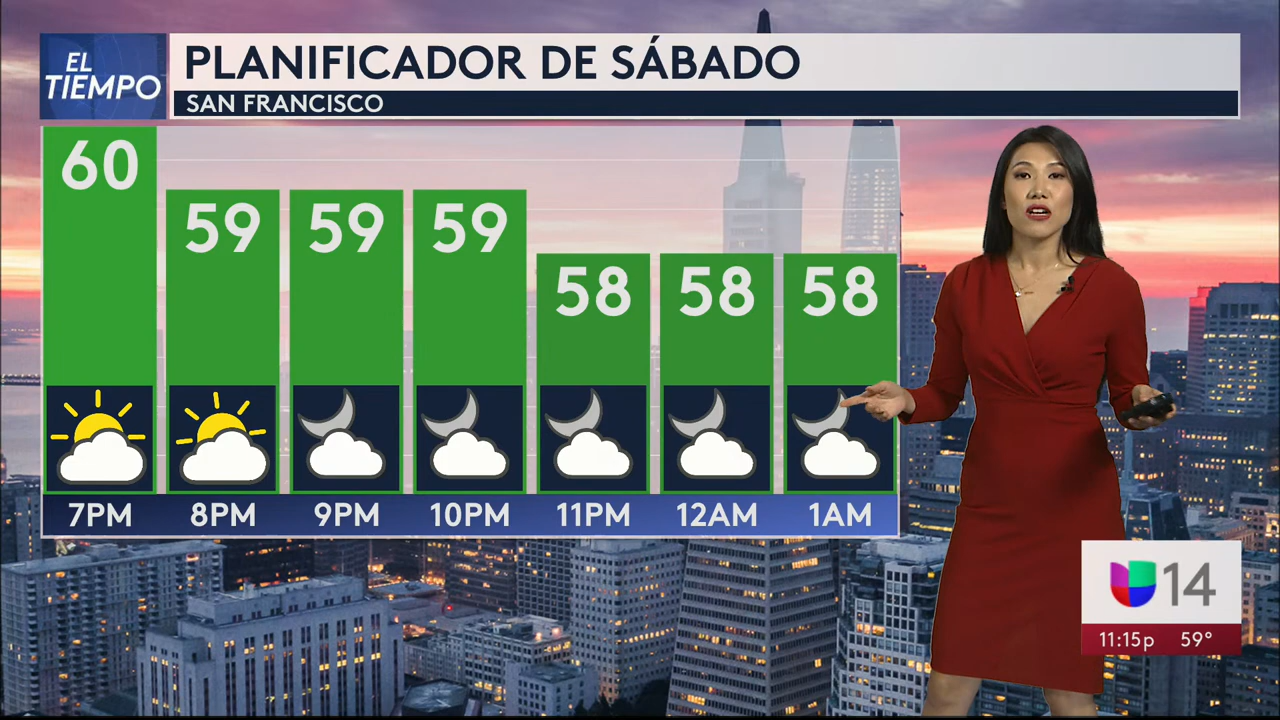 EL
TIEMPO
PLANIFICADOR DE SÁBADO
SAN FRANCISCO
60
59
59
59
58
58
58
7PM
8PM
9PM
10PM
11PM
12AM
1AM
14
11:15p 59°